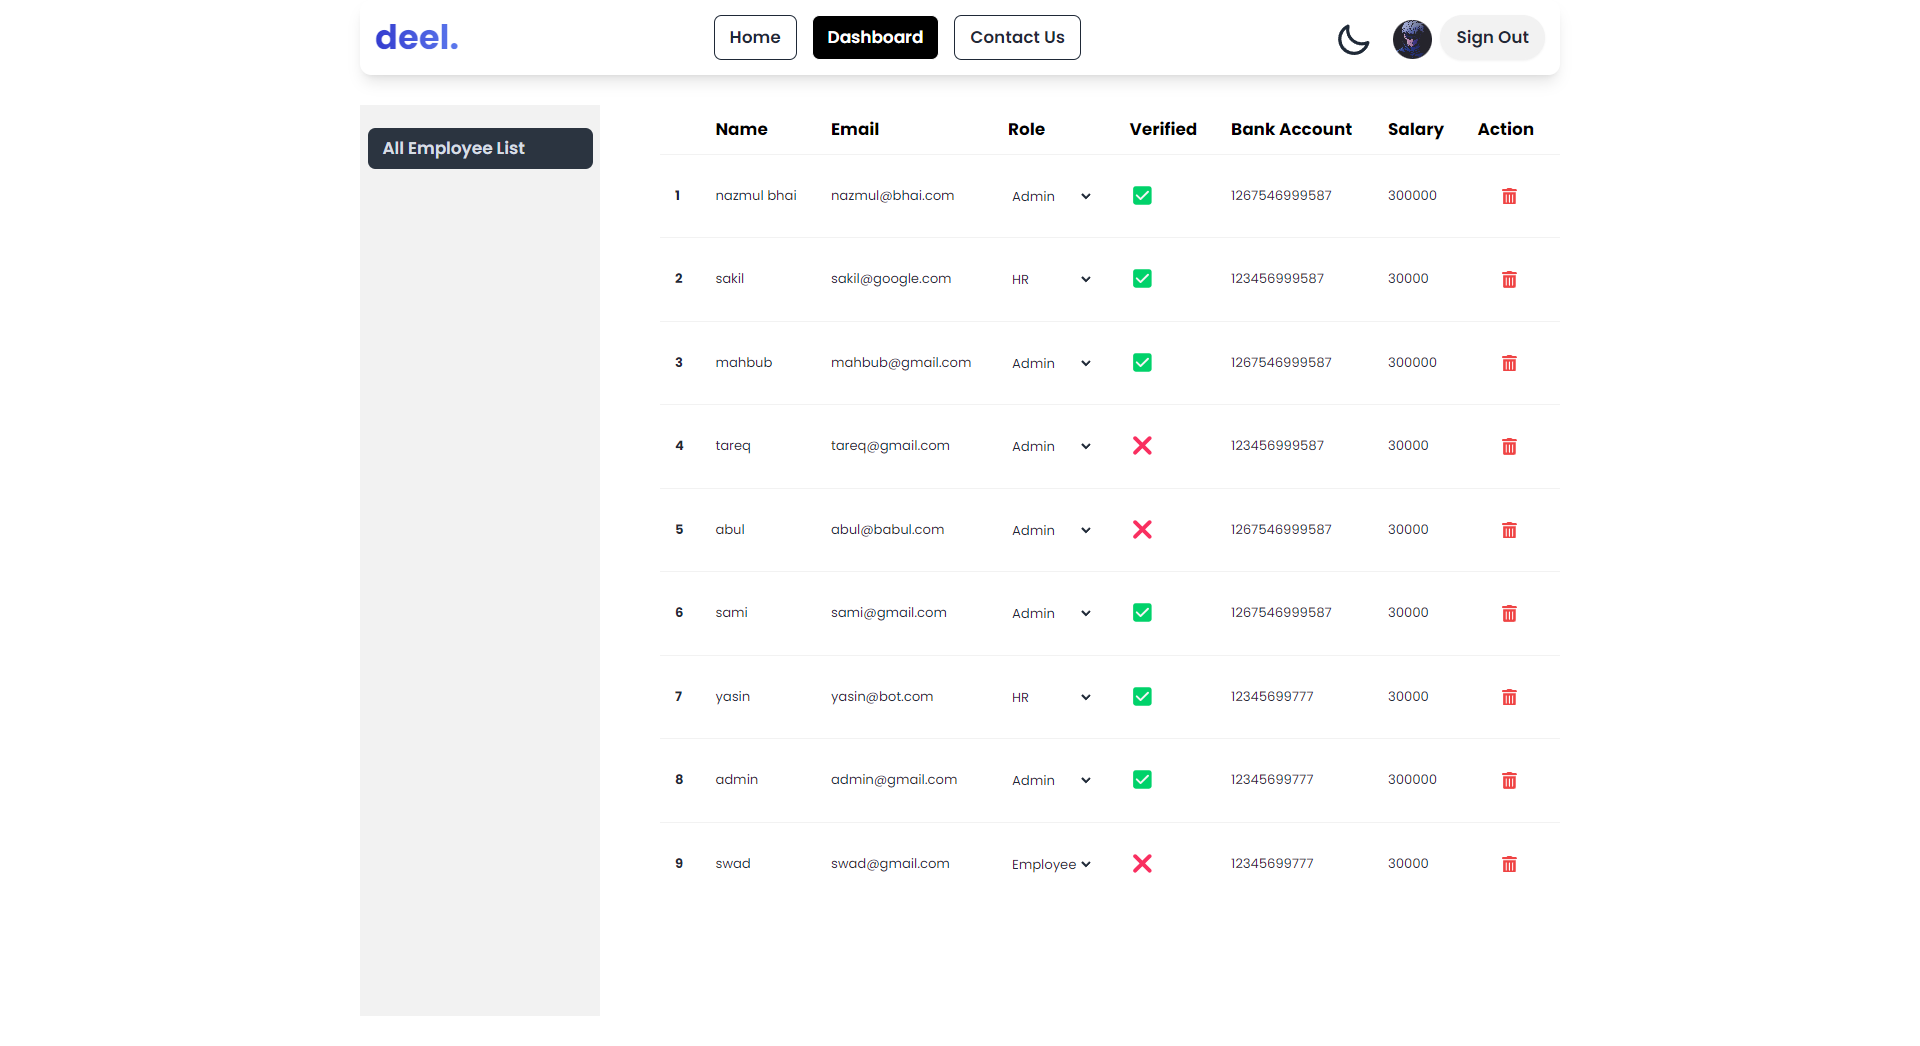 deel.
Home Dashboard Contact Us Sign Out
All Employee List
Name Email Role Verified Bank Account Salary Action
1 nazmul bhai nazmul@bhai.com Admin 1267546999587 300000
2 sakil sakil@google.com HR 123456999587 30000
3 mahbub mahbub@gmail.com Admin 1267546999587 300000
4 tareq tareq@gmail.com Admin 123456999587 30000
5 abul abul@babul.com Admin 1267546999587 30000
6 sami sami@gmail.com Admin 1267546999587 30000
7 yasin yasin@bot.com HR 12345699777 30000
8 admin admin@gmail.com Admin 12345699777 300000
9 swad swad@gmail.com Employee 12345699777 30000